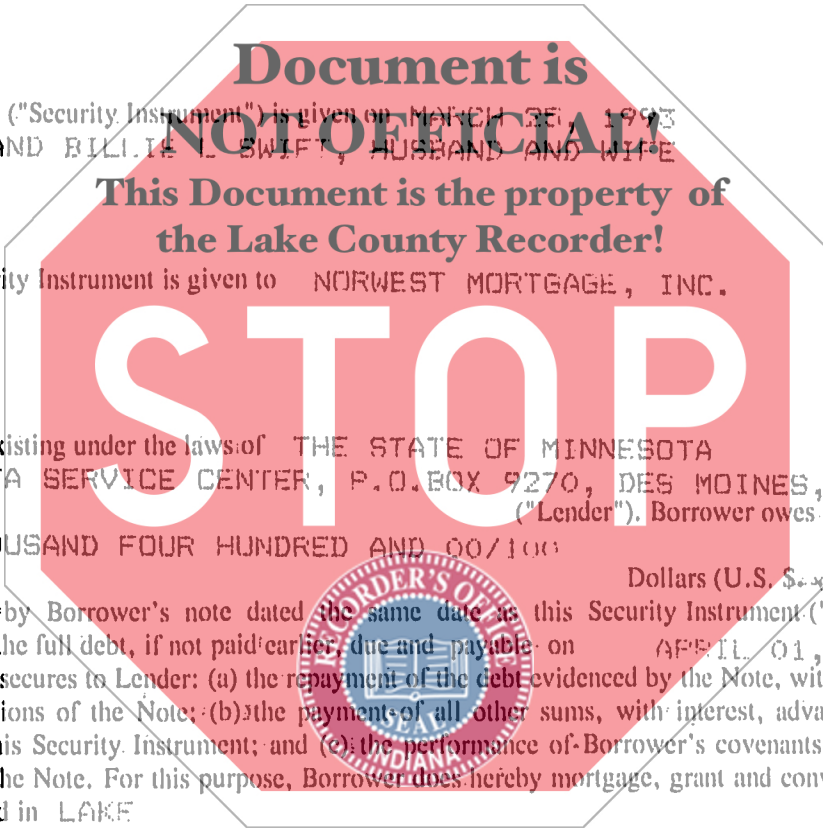 Document is
("Security Instrument") is given on MARCH 1993
NOT OFFICIAL!
AND BILLIE L SWIFT, HUSBAND AND WIFE
This Document is the property of
the Lake County Recorder!
ity Instrument is given to NORWEST MORTGAGE, INC.
STOP
xisting under the laws of THE STATE OF MINNESOTA
TA SERVICE CENTER, P.O.BOX 9270, DES MOINES,
("Lender"). Borrower owes
OUSAND FOUR HUNDRED AND 00/100
Dollars (U.S. $
by Borrower's note dated the same date as this Security Instrument ("
he full debt, if not paid earlier, due and payable on APRIL 01,
secures to Lender: (a) the repayment of the debt evidenced by the Note, wit
ions of the Note; (b) the payment of all other sums, with interest, adva
his Security Instrument; and (c) the performance of Borrower's covenants
he Note. For this purpose, Borrower does hereby mortgage, grant and conv
d in LAKE
RECORDER'S OFFICE
SEAL
INDIANA